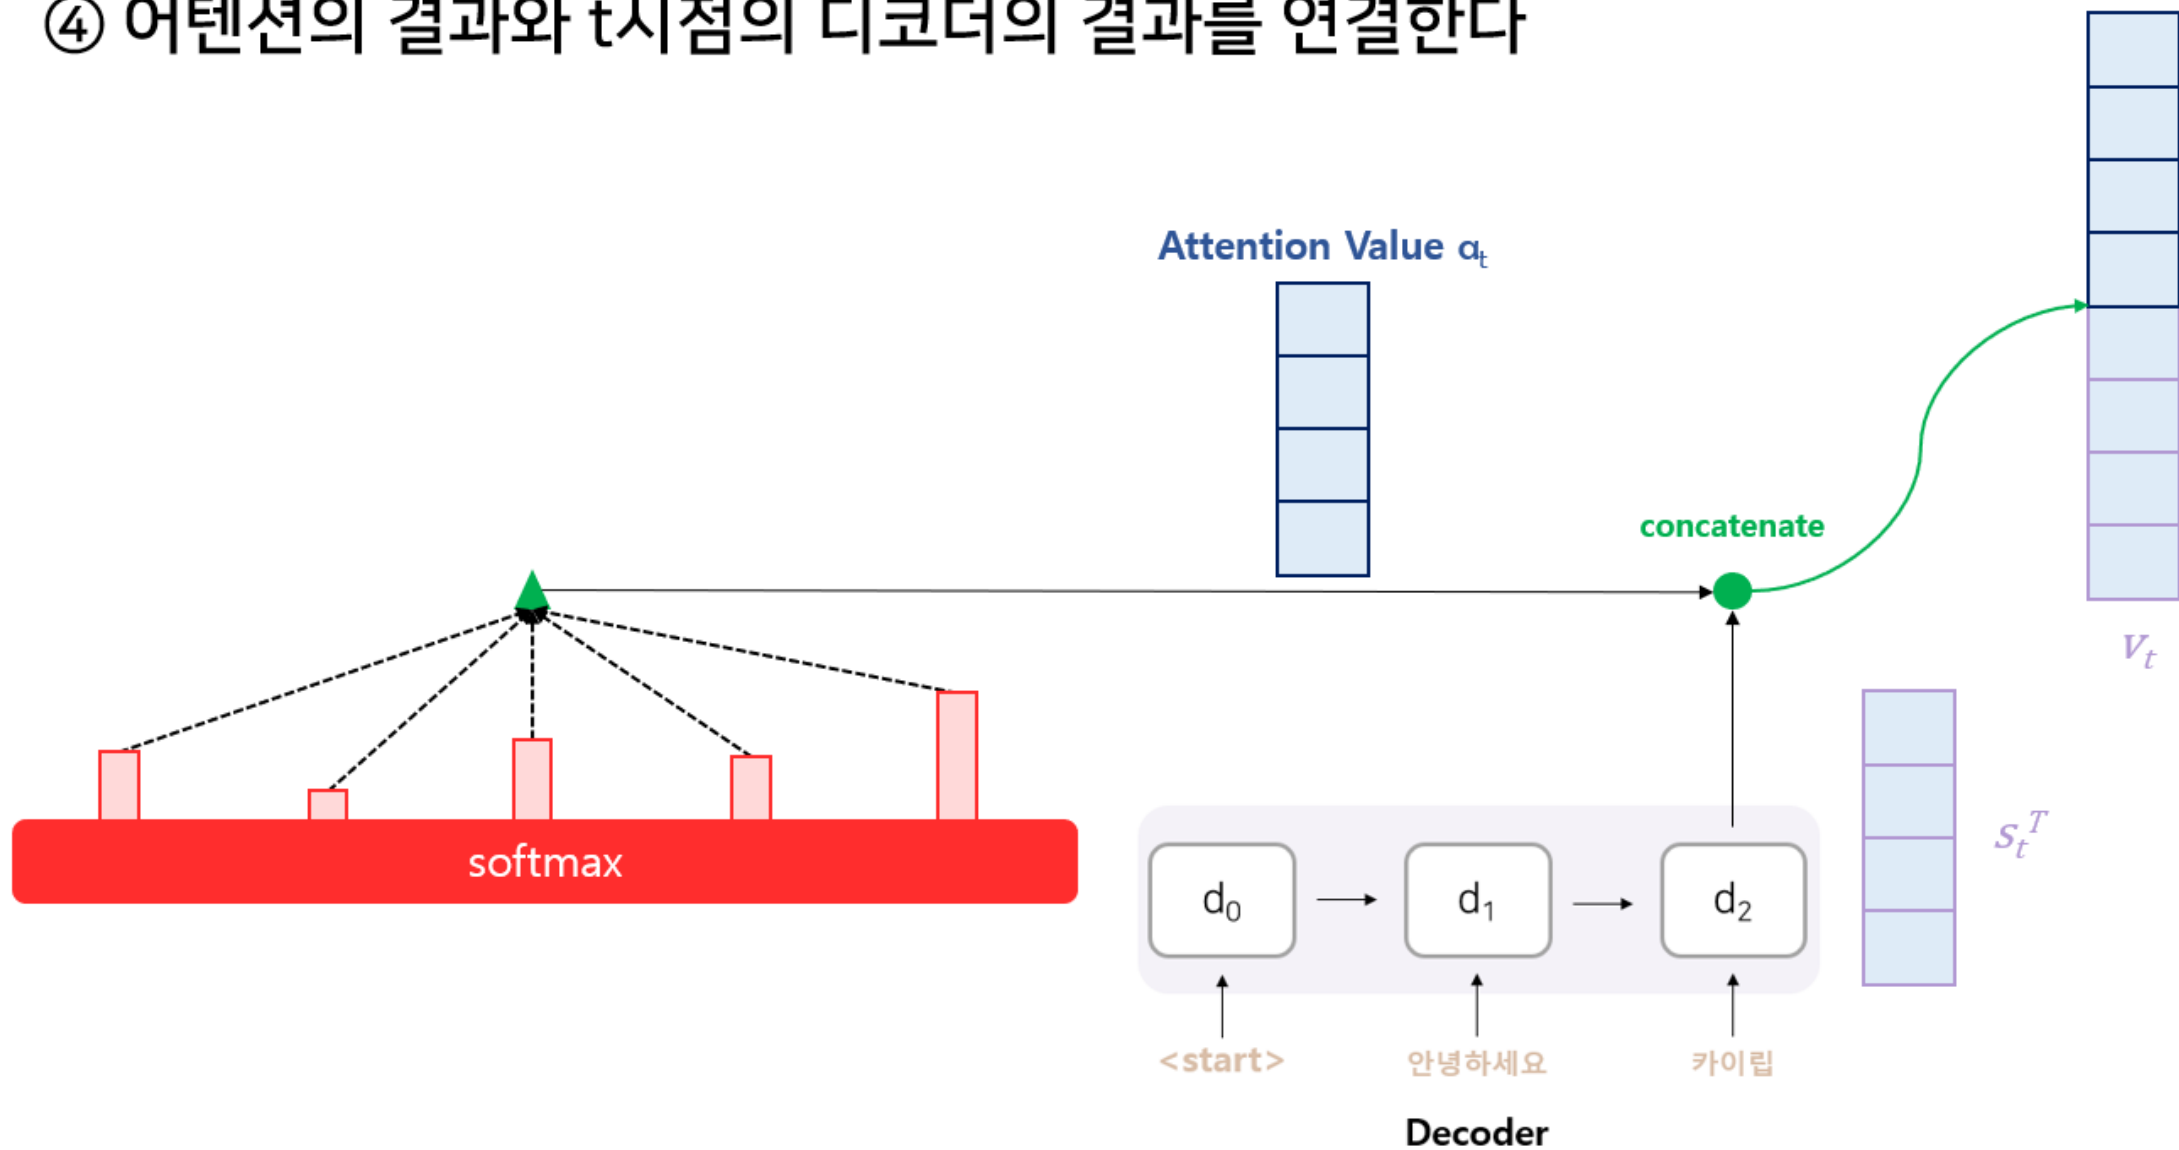 ④ 어텐션의 결과와 t시점의 디코더의 결과를 연결한다
Attention Value αt
concatenate
vt
softmax
stT
d0
d1
d2
<start>
안녕하세요
카이립
Decoder